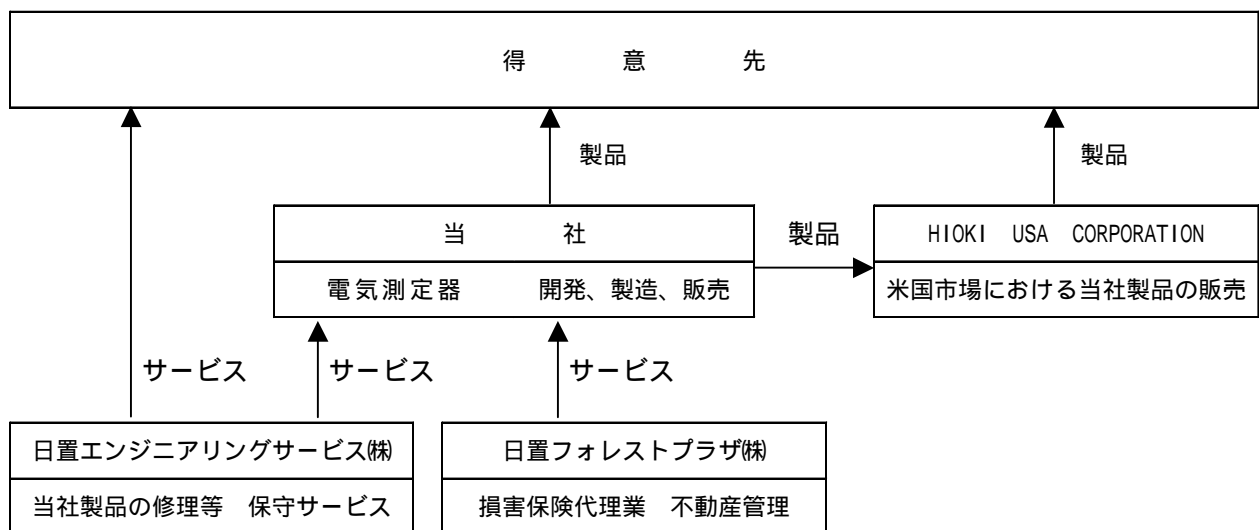 得 意 先
製品 製品
当 社 製品 HIOKI USA CORPORATION
電気測定器 開発、製造、販売 米国市場における当社製品の販売
サービス サービス サービス
日置エンジニアリングサービス㈱ 日置フォレストプラザ㈱
当社製品の修理等 保守サービス 損害保険代理業 不動産管理